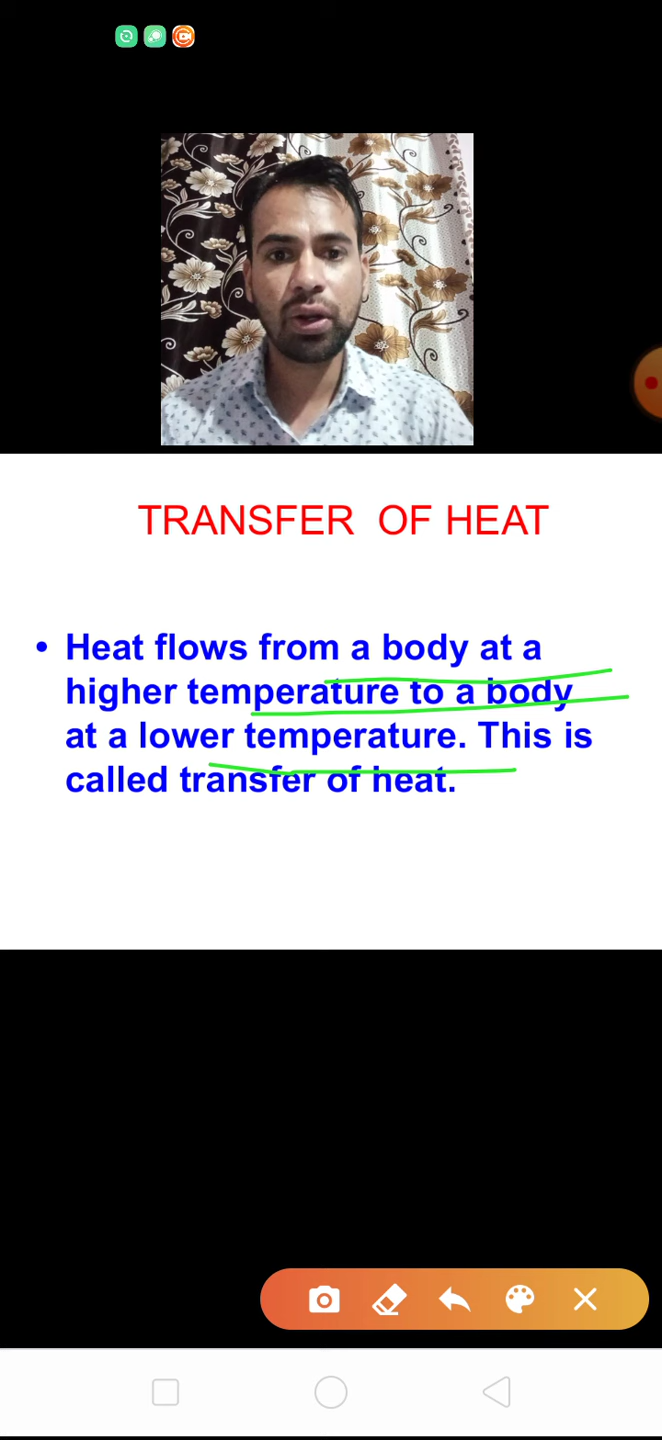 TRANSFER OF HEAT
• Heat flows from a body at a
higher temperature to a body
at a lower temperature. This is
called transfer of heat.